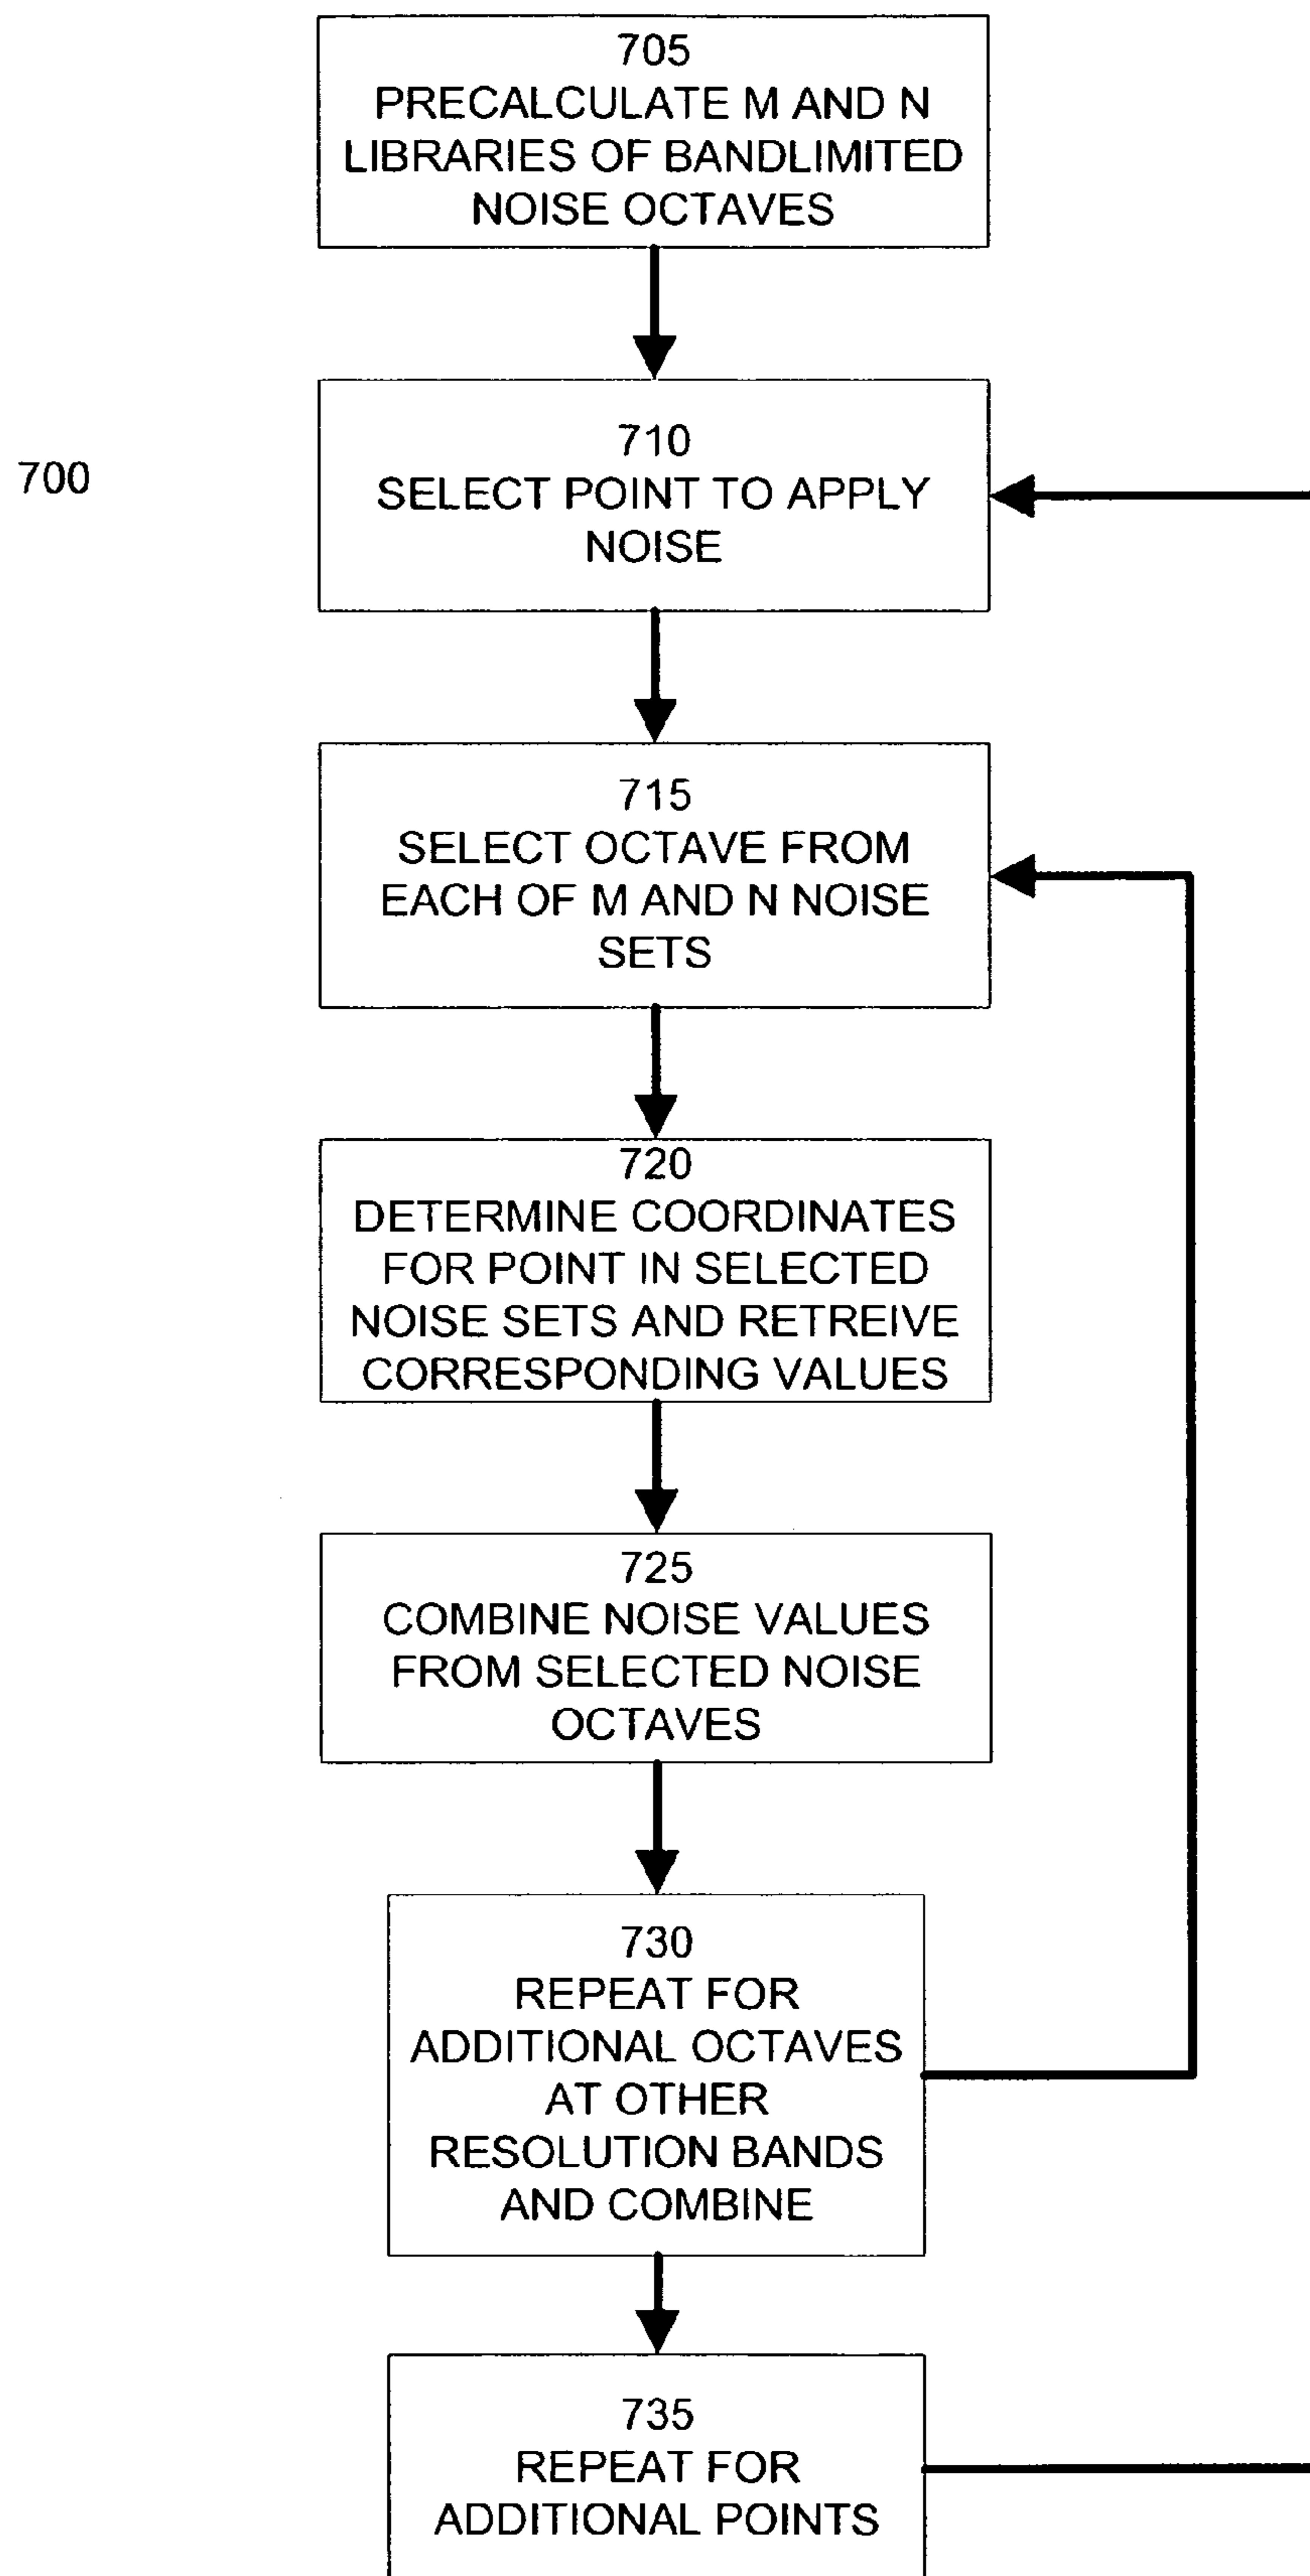 705
PRECALCULATE M AND N
LIBRARIES OF BANDLIMITED
NOISE OCTAVES
710
SELECT POINT TO APPLY
NOISE
700
715
SELECT OCTAVE FROM
EACH OF M AND N NOISE
SETS
720
DETERMINE COORDINATES
FOR POINT IN SELECTED
NOISE SETS AND RETREIVE
CORRESPONDING VALUES
725
COMBINE NOISE VALUES
FROM SELECTED NOISE
OCTAVES
730
REPEAT FOR
ADDITIONAL OCTAVES
AT OTHER
RESOLUTION BANDS
AND COMBINE
735
REPEAT FOR
ADDITIONAL POINTS